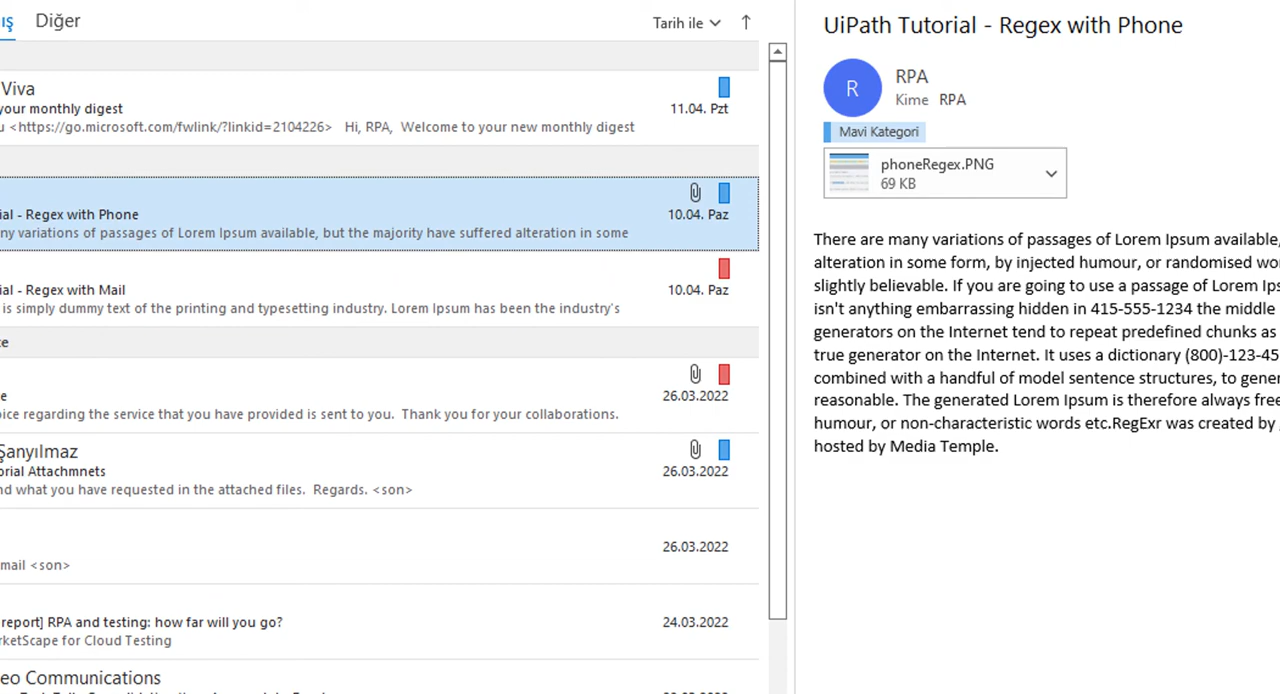 Diğer
Tarih ile
Viva
your monthly digest
11.04. Pzt
<https://go.microsoft.com/fwlink/?linkid=2104226> Hi, RPA, Welcome to your new monthly digest
- Regex with Phone
10.04. Paz
variations of passages of Lorem Ipsum available, but the majority have suffered alteration in some
- Regex with Mail
10.04. Paz
is simply dummy text of the printing and typesetting industry. Lorem Ipsum has been the industry's
26.03.2022
regarding the service that you have provided is sent to you. Thank you for your collaborations.
Şanyılmaz
Attachmnets
26.03.2022
what you have requested in the attached files. Regards. <son>
26.03.2022
mail <son>
report] RPA and testing: how far will you go?
24.03.2022
for Cloud Testing
Communications
UiPath Tutorial - Regex with Phone
R
RPA
Kime RPA
Mavi Kategori
phoneRegex.PNG
69 KB
There are many variations of passages of Lorem Ipsum available,
alteration in some form, by injected humour, or randomised
slightly believable. If you are going to use a passage of Lorem
isn't anything embarrassing hidden in 415-555-1234 the middle
generators on the Internet tend to repeat predefined chunks as
true generator on the Internet. It uses a dictionary (800)-123-45
combined with a handful of model sentence structures, to
reasonable. The generated Lorem Ipsum is therefore always
humour, or non-characteristic words etc.RegExr was created by
hosted by Media Temple.